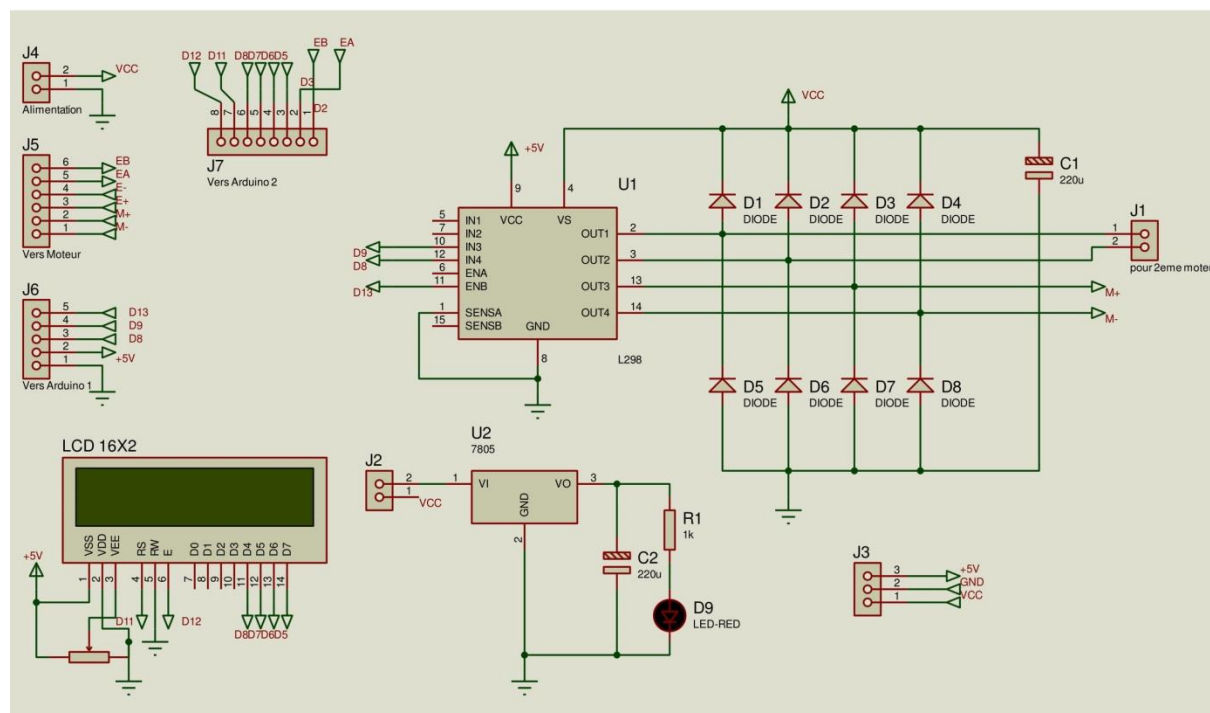 J4
2
VCC
1
Alimentation
D12
D11
D8D7D6D5
EB
EA
D3
D2
8
7
6
5
4
3
2
1
J7
Vers Arduino 2
J5
6
EB
5
EA
4
E-
3
E+
2
M+
1
M-
Vers Moteur
J6
5
D13
4
D9
3
D8
2
+5V
1
Vers Arduino 1
VCC
+5V
9
4
U1
VCC
VS
5
IN1
7
IN2
10
IN3
12
IN4
6
ENA
11
ENB
1
SENSA
15
SENSB
GND
8
OUT1
2
OUT2
3
OUT3
13
OUT4
14
L298
D9
D8
D13
C1
220u
D1
DIODE
D2
DIODE
D3
DIODE
D4
DIODE
J1
1
2
pour 2eme moteur
M+
M-
D5
DIODE
D6
DIODE
D7
DIODE
D8
DIODE
LCD 16X2
VSS
VDD
VEE
RS
RW
E
D0
D1
D2
D3
D4
D5
D6
D7
1
2
3
4
5
6
7
8
9
10
11
12
13
14
+5V
D11
D12
D8D7D6D5
J2
2
1
VCC
U2
7805
1
VI
VO
3
GND
2
C2
220u
R1
1k
D9
LED-RED
J3
3
+5V
2
GND
1
VCC